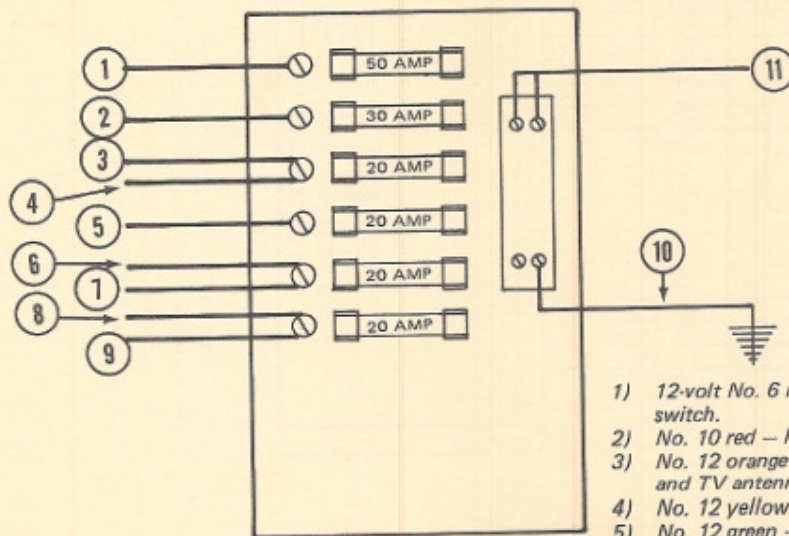 1
50 AMP
11
2
30 AMP
3
20 AMP
4
5
20 AMP
6
7
20 AMP
10
8
9
20 AMP
1) 12-volt No. 6
switch.
2) No. 10 red –
3) No. 12 orange
and TV
4) No. 12 yellow
5) No. 12 green –